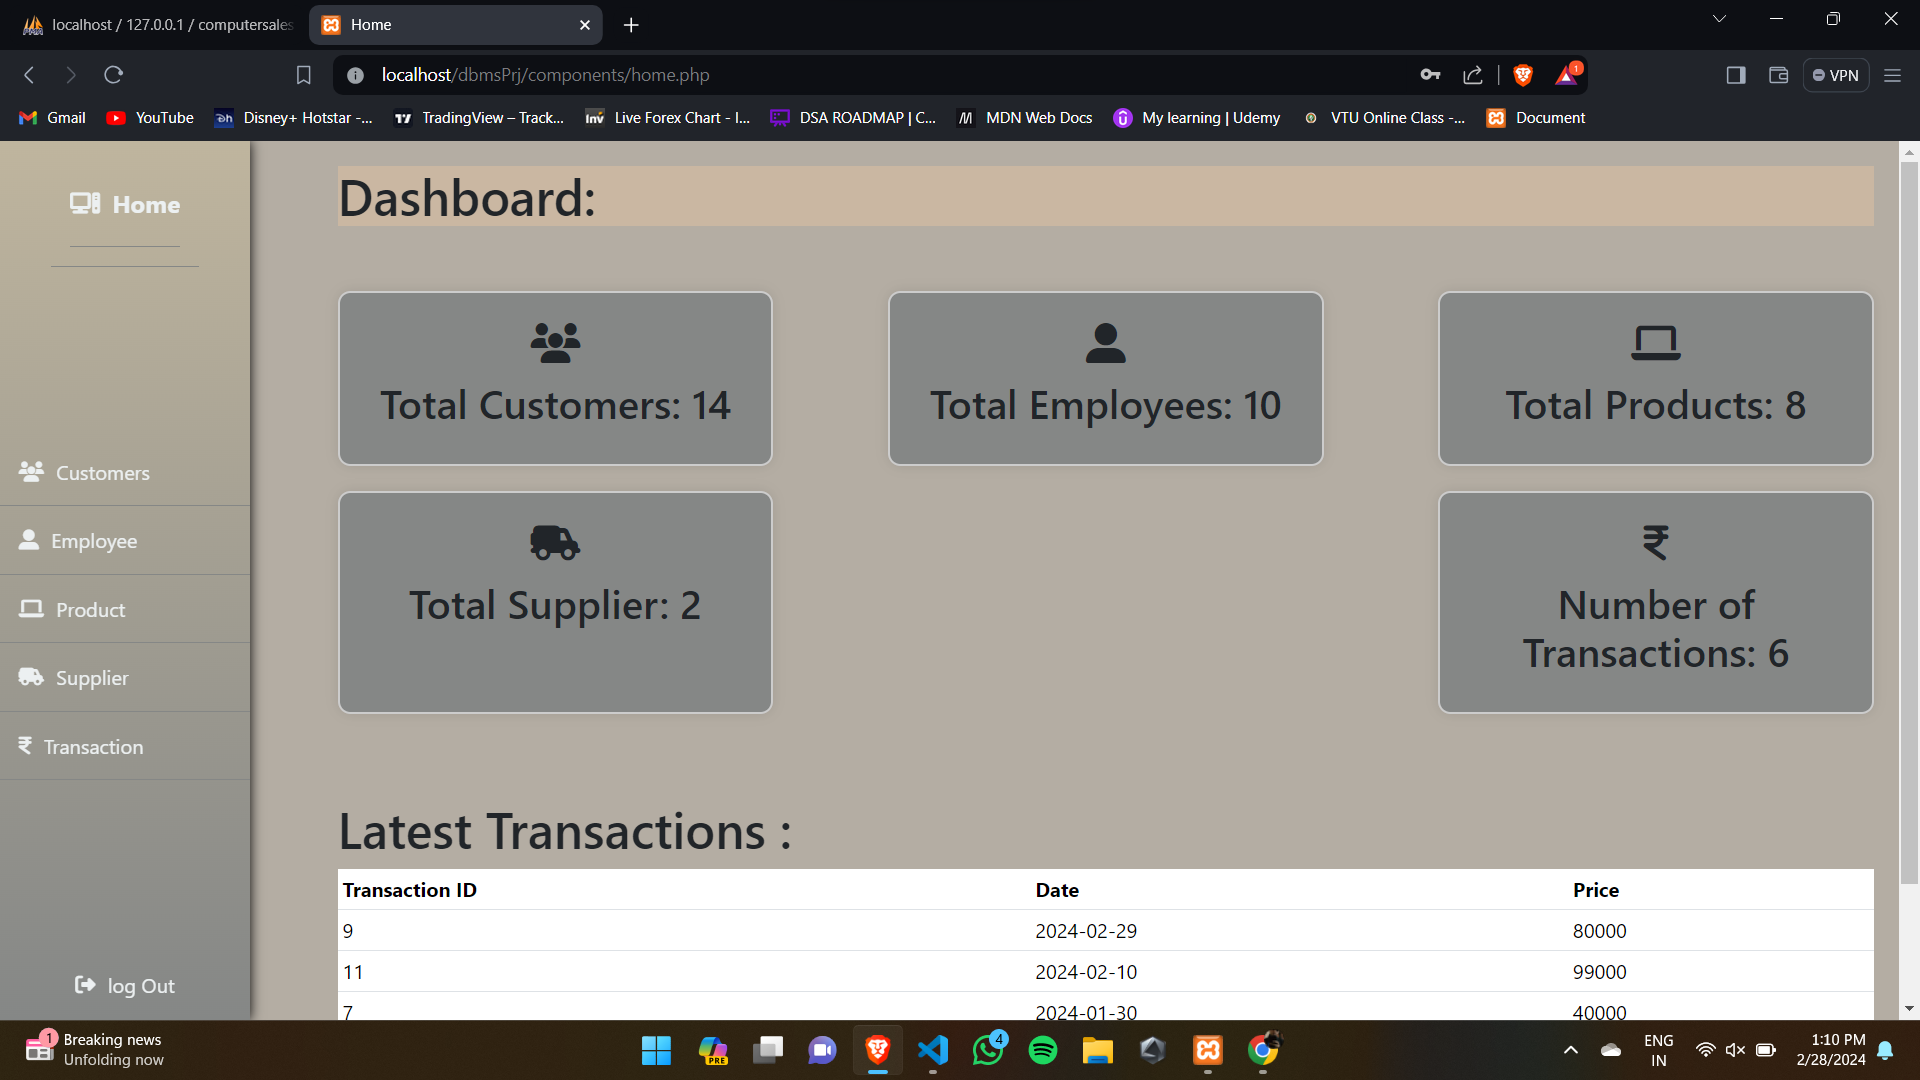 localhost / 127.0.0.1 / computersales
Home
localhost/dbmsPrj/components/home.php
1
VPN
Gmail
YouTube
Disney+ Hotstar -...
TradingView – Track...
Live Forex Chart - I...
DSA ROADMAP | C...
MDN Web Docs
My learning | Udemy
VTU Online Class -...
Document
Home
Customers
Employee
Product
Supplier
Transaction
log Out
Dashboard:
Total Customers: 14
Total Employees: 10
Total Products: 8
Total Supplier: 2
Number of
Transactions: 6
Latest Transactions :
Transaction ID Date Price
9 2024-02-29 80000
11 2024-02-10 99000
7 2024-01-30 40000
1
Breaking news
Unfolding now
PRE
4
ENG
IN
1:10 PM
2/28/2024